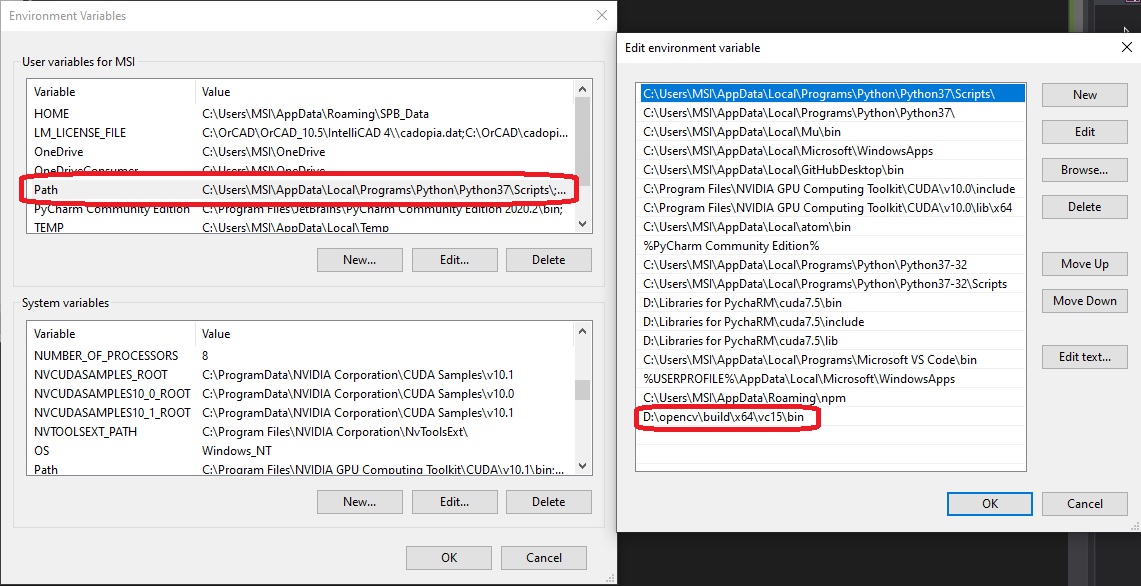 Environment Variables
User variables for MSI
Variable Value
HOME C:\Users\MSI\AppData\Roaming\SPB_Data
LM_LICENSE_FILE C:\OrCAD\OrCAD_10.5\IntelliCAD 4\\cadopia.dat;C:\OrCAD\cadopi...
OneDrive C:\Users\MSI\OneDrive
OneDriveConsumer C:\Users\MSI\OneDrive
Path C:\Users\MSI\AppData\Local\Programs\Python\Python37\Scripts\;...
PyCharm Community Edition C:\Program Files\JetBrains\PyCharm Community Edition 2020.2\bin;
TEMP C:\Users\MSI\AppData\Local\Temp
New... Edit... Delete
System variables
Variable Value
NUMBER_OF_PROCESSORS 8
NVCUDASAMPLES_ROOT C:\ProgramData\NVIDIA Corporation\CUDA Samples\v10.1
NVCUDASAMPLES10_0_ROOT C:\ProgramData\NVIDIA Corporation\CUDA Samples\v10.0
NVCUDASAMPLES10_1_ROOT C:\ProgramData\NVIDIA Corporation\CUDA Samples\v10.1
NVTOOLSEXT_PATH C:\Program Files\NVIDIA Corporation\NvToolsExt\
OS Windows_NT
Path C:\Program Files\NVIDIA GPU Computing Toolkit\CUDA\v10.1\bin;...
New... Edit... Delete
OK Cancel
Edit environment variable
C:\Users\MSI\AppData\Local\Programs\Python\Python37\Scripts\
C:\Users\MSI\AppData\Local\Programs\Python\Python37\
C:\Users\MSI\AppData\Local\Mu\bin
C:\Users\MSI\AppData\Local\Microsoft\WindowsApps
C:\Users\MSI\AppData\Local\GitHubDesktop\bin
C:\Program Files\NVIDIA GPU Computing Toolkit\CUDA\v10.0\include
C:\Program Files\NVIDIA GPU Computing Toolkit\CUDA\v10.0\lib\x64
C:\Users\MSI\AppData\Local\atom\bin
%PyCharm Community Edition%
C:\Users\MSI\AppData\Local\Programs\Python\Python37-32
C:\Users\MSI\AppData\Local\Programs\Python\Python37-32\Scripts
D:\Libraries for PychaRM\cuda7.5\bin
D:\Libraries for PychaRM\cuda7.5\include
D:\Libraries for PychaRM\cuda7.5\lib
C:\Users\MSI\AppData\Local\Programs\Microsoft VS Code\bin
%USERPROFILE%\AppData\Local\Microsoft\WindowsApps
C:\Users\MSI\AppData\Roaming\npm
D:\opencv\build\x64\vc15\bin
New
Edit
Browse...
Delete
Move Up
Move Down
Edit text...
OK Cancel